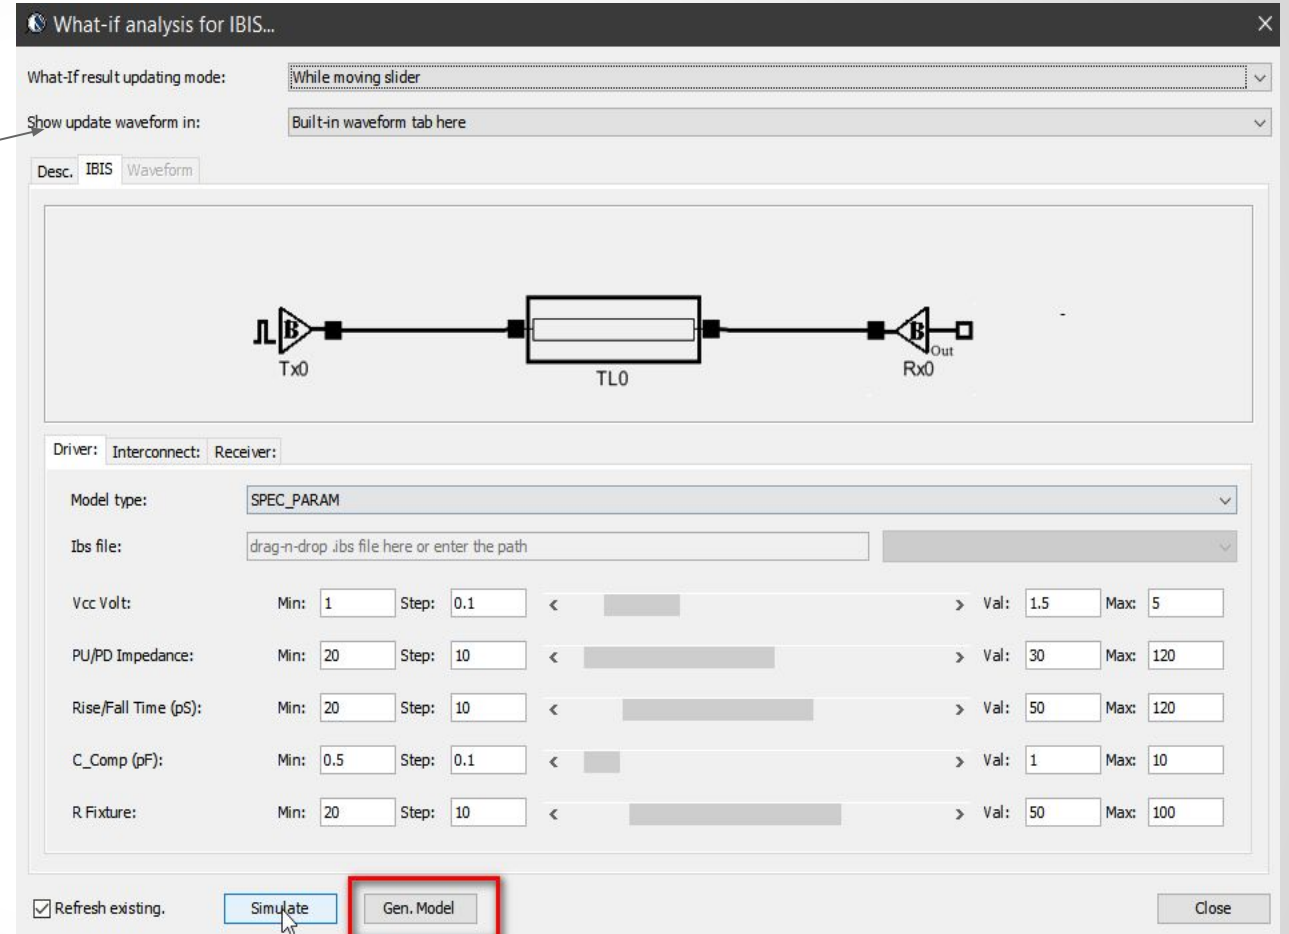 What-if analysis for IBIS...
What-If result updating mode: While moving slider
Show update waveform in: Built-in waveform tab here
Desc. IBIS Waveform
B B
Out
Tx0 TL0 Rx0
Driver: Interconnect: Receiver:
Model type: SPEC_PARAM
Ibs file: drag-n-drop .ibs file here or enter the path
Vcc Volt: Min: 1 Step: 0.1 Val: 1.5 Max: 5
PU/PD Impedance: Min: 20 Step: 10 Val: 30 Max: 120
Rise/Fall Time (pS): Min: 20 Step: 10 Val: 50 Max: 120
C_Comp (pF): Min: 0.5 Step: 0.1 Val: 1 Max: 10
R Fixture: Min: 20 Step: 10 Val: 50 Max: 100
Refresh existing. Simulate Gen. Model Close